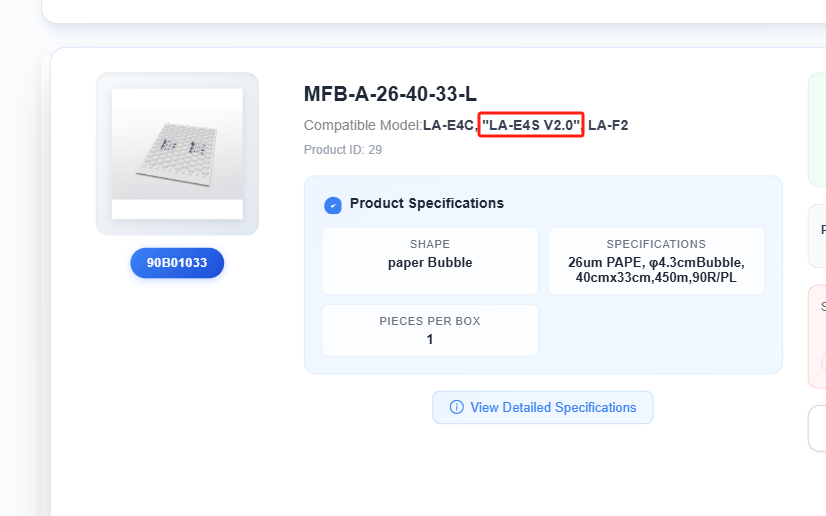 MFB-A-26-40-33-L
Compatible Model:LA-E4C, "LA-E4S V2.0", LA-F2
Product ID: 29
90B01033
Product Specifications
SHAPE
paper Bubble
SPECIFICATIONS
26um PAPE, φ4.3cmBubble,
40cmx33cm,450m,90R/PL
PIECES PER BOX
1
View Detailed Specifications